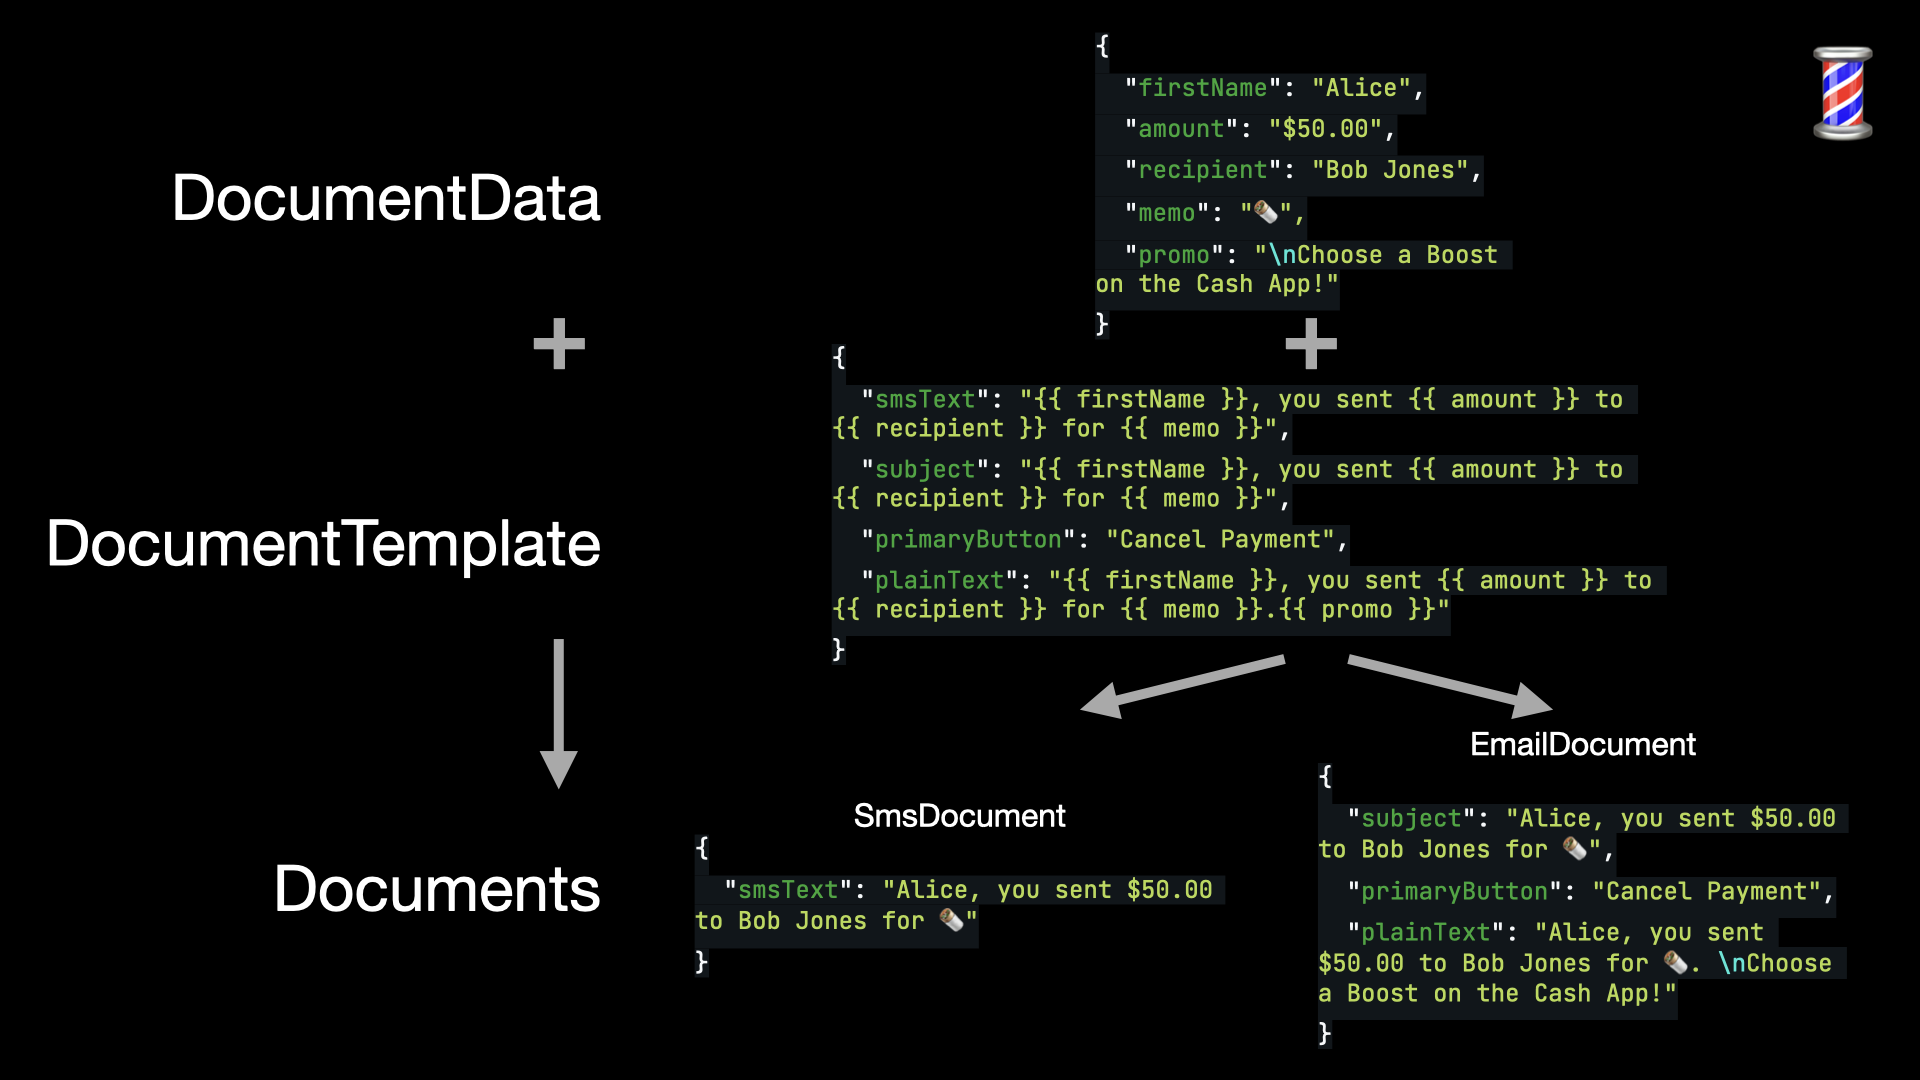 DocumentData
{
"firstName": "Alice",
"amount": "$50.00",
"recipient": "Bob Jones",
"memo": "🌯",
"promo": "\nChoose a Boost
on the Cash App!"
}
+
+
DocumentTemplate
{
"smsText": "{{ firstName }}, you sent {{ amount }} to
{{ recipient }} for {{ memo }}",
"subject": "{{ firstName }}, you sent {{ amount }} to
{{ recipient }} for {{ memo }}",
"primaryButton": "Cancel Payment",
"plainText": "{{ firstName }}, you sent {{ amount }} to
{{ recipient }} for {{ memo }}.{{ promo }}"
}
Documents
SmsDocument
{
"smsText": "Alice, you sent $50.00
to Bob Jones for 🌯"
}
EmailDocument
{
"subject": "Alice, you sent $50.00
to Bob Jones for 🌯",
"primaryButton": "Cancel Payment",
"plainText": "Alice, you sent
$50.00 to Bob Jones for 🌯. \nChoose
a Boost on the Cash App!"
}